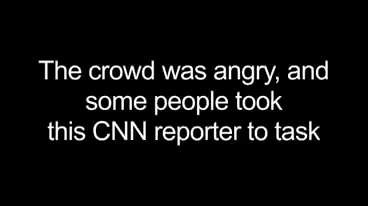 The crowd was angry, and
some people took
this CNN reporter to task